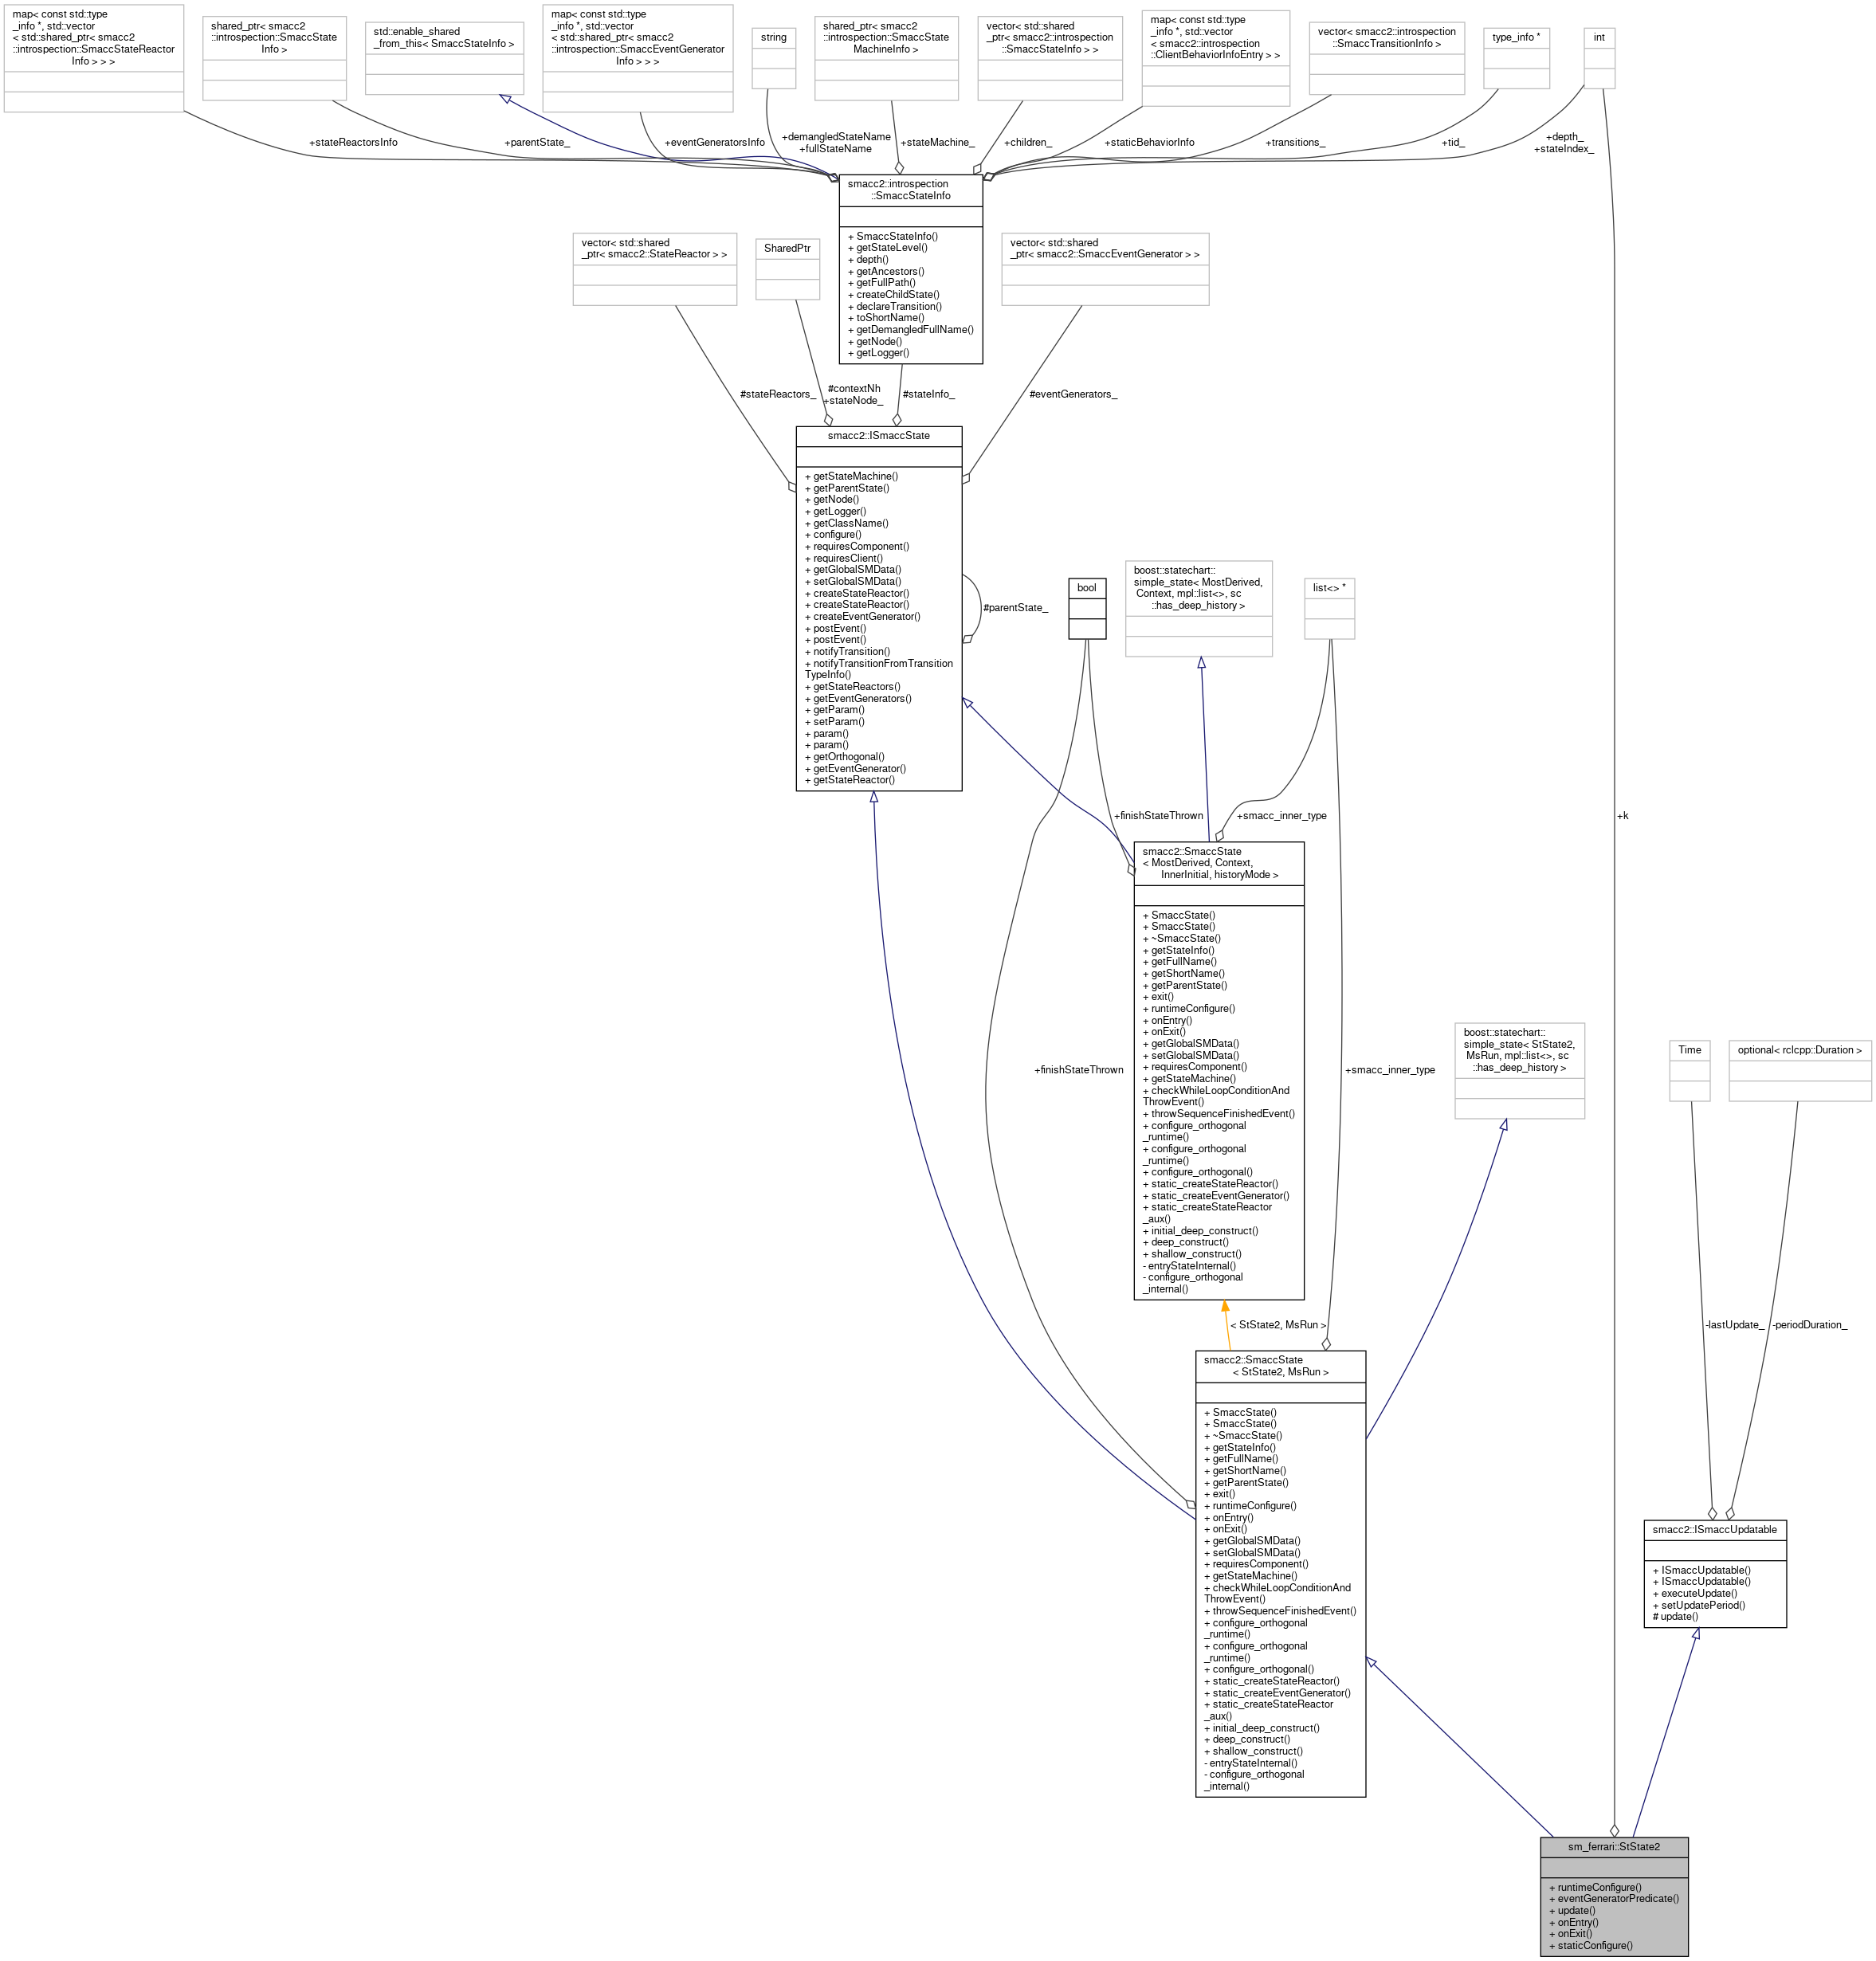 map< const std::type
_info *, std::vector
< std::shared_ptr< smacc2
::introspection::SmaccStateReactor
Info > > >
shared_ptr< smacc2
::introspection::SmaccState
Info >
std::enable_shared
_from_this< SmaccStateInfo >
map< const std::type
_info *, std::vector
< std::shared_ptr< smacc2
::introspection::SmaccEventGenerator
Info > > >
string
shared_ptr< smacc2
::introspection::SmaccState
MachineInfo >
vector< std::shared
_ptr< smacc2::introspection
::SmaccStateInfo > >
map< const std::type
_info *, std::vector
< smacc2::introspection
::ClientBehaviorInfoEntry > >
vector< smacc2::introspection
::SmaccTransitionInfo >
type_info *
int
+stateReactorsInfo
+parentState_
+eventGeneratorsInfo
+demangledStateName
+fullStateName
+stateMachine_
+children_
+staticBehaviorInfo
+transitions_
+tid_
+depth_
+stateIndex_
smacc2::introspection
::SmaccStateInfo
+ SmaccStateInfo()
+ getStateLevel()
+ depth()
+ getAncestors()
+ getFullPath()
+ createChildState()
+ declareTransition()
+ toShortName()
+ getDemangledFullName()
+ getNode()
+ getLogger()
vector< std::shared
_ptr< smacc2::StateReactor > >
SharedPtr
vector< std::shared
_ptr< smacc2::SmaccEventGenerator > >
#stateReactors_
#contextNh
+stateNode_
#stateInfo_
#eventGenerators_
smacc2::ISmaccState
+ getStateMachine()
+ getParentState()
+ getNode()
+ getLogger()
+ getClassName()
+ configure()
+ requiresComponent()
+ requiresClient()
+ getGlobalSMData()
+ setGlobalSMData()
+ createStateReactor()
+ createStateReactor()
+ createEventGenerator()
+ postEvent()
+ postEvent()
+ notifyTransition()
+ notifyTransitionFromTransition
TypeInfo()
+ getStateReactors()
+ getEventGenerators()
+ getParam()
+ setParam()
+ param()
+ param()
+ getOrthogonal()
+ getEventGenerator()
+ getStateReactor()
#parentState_
bool
boost::statechart::
simple_state< MostDerived,
Context, mpl::list<>, sc
::has_deep_history >
list<> *
+finishStateThrown
+smacc_inner_type
+k
smacc2::SmaccState
< MostDerived, Context,
InnerInitial, historyMode >
+ SmaccState()
+ SmaccState()
+ ~SmaccState()
+ getStateInfo()
+ getFullName()
+ getShortName()
+ getParentState()
+ exit()
+ runtimeConfigure()
+ onEntry()
+ onExit()
+ getGlobalSMData()
+ setGlobalSMData()
+ requiresComponent()
+ getStateMachine()
+ checkWhileLoopConditionAnd
ThrowEvent()
+ throwSequenceFinishedEvent()
+ configure_orthogonal
_runtime()
+ configure_orthogonal
_runtime()
+ configure_orthogonal()
+ static_createStateReactor()
+ static_createEventGenerator()
+ static_createStateReactor
_aux()
+ initial_deep_construct()
+ deep_construct()
+ shallow_construct()
- entryStateInternal()
- configure_orthogonal
_internal()
+finishStateThrown
+smacc_inner_type
boost::statechart::
simple_state< StState2,
MsRun, mpl::list<>, sc
::has_deep_history >
Time
optional< rclcpp::Duration >
< StState2, MsRun >
-lastUpdate_
-periodDuration_
smacc2::SmaccState
< StState2, MsRun >
+ SmaccState()
+ SmaccState()
+ ~SmaccState()
+ getStateInfo()
+ getFullName()
+ getShortName()
+ getParentState()
+ exit()
+ runtimeConfigure()
+ onEntry()
+ onExit()
+ getGlobalSMData()
+ setGlobalSMData()
+ requiresComponent()
+ getStateMachine()
+ checkWhileLoopConditionAnd
ThrowEvent()
+ throwSequenceFinishedEvent()
+ configure_orthogonal
_runtime()
+ configure_orthogonal
_runtime()
+ configure_orthogonal()
+ static_createStateReactor()
+ static_createEventGenerator()
+ static_createStateReactor
_aux()
+ initial_deep_construct()
+ deep_construct()
+ shallow_construct()
- entryStateInternal()
- configure_orthogonal
_internal()
smacc2::ISmaccUpdatable
+ ISmaccUpdatable()
+ ISmaccUpdatable()
+ executeUpdate()
+ setUpdatePeriod()
# update()
sm_ferrari::StState2
+ runtimeConfigure()
+ eventGeneratorPredicate()
+ update()
+ onEntry()
+ onExit()
+ staticConfigure()